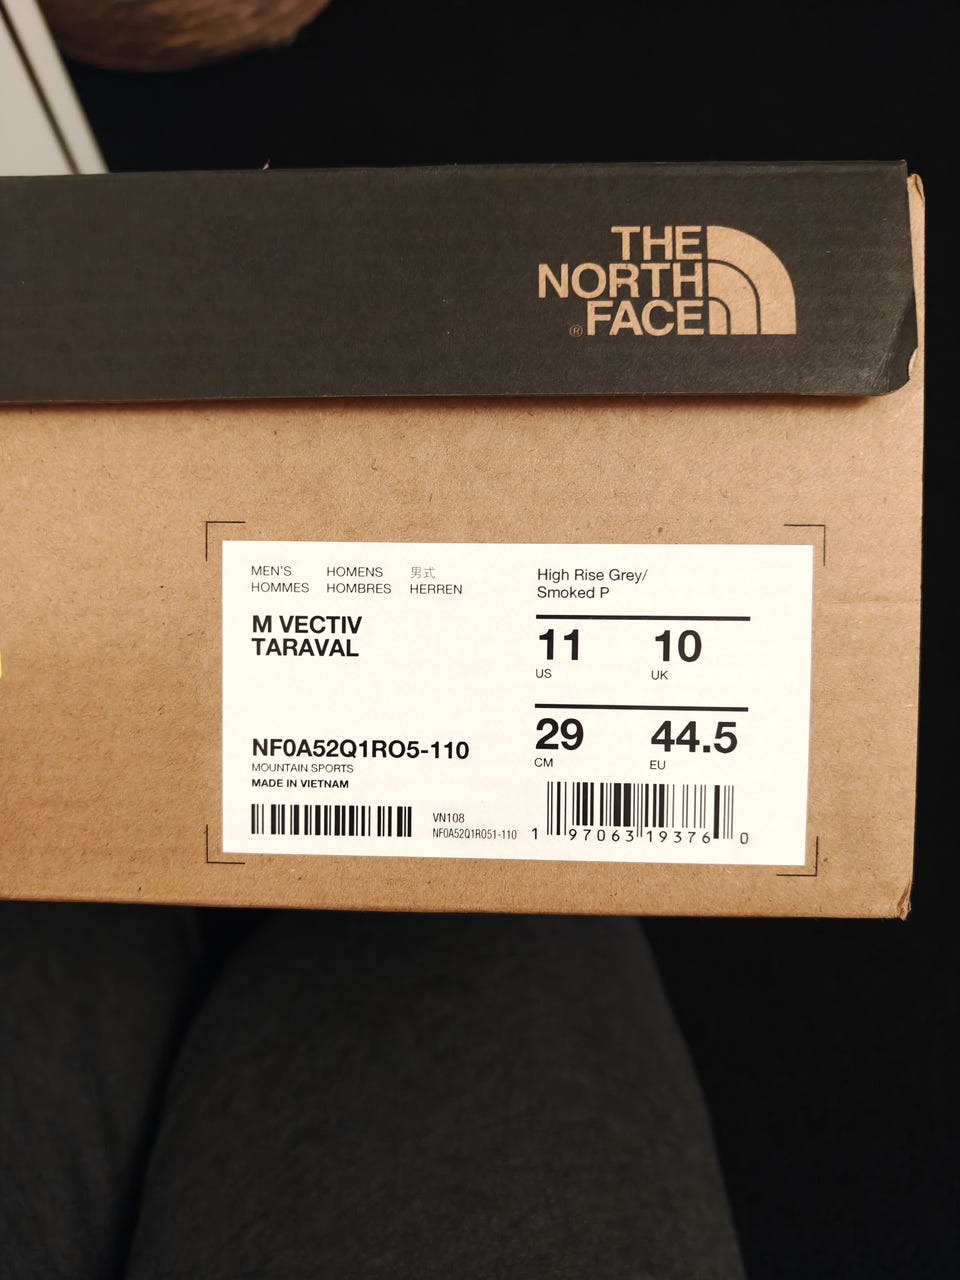 THE
NORTH
FACE
®
MEN'S HOMENS 男式
HOMMES HOMBRES HERREN
M VECTIV
TARAVAL
NF0A52Q1RO5-110
MOUNTAIN SPORTS
MADE IN VIETNAM
VN108
NF0A52Q1R051-110
High Rise Grey/
Smoked P
11 10
US UK
29 44.5
CM EU
1 97063 19376 0